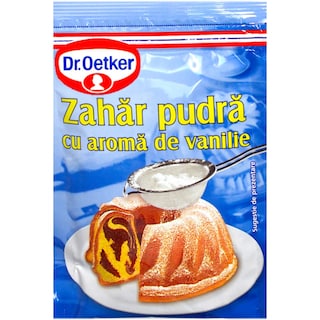 Dr.Oetker
Zahăr pudră
cu aromă de vanilie
Sugestie de prezentare